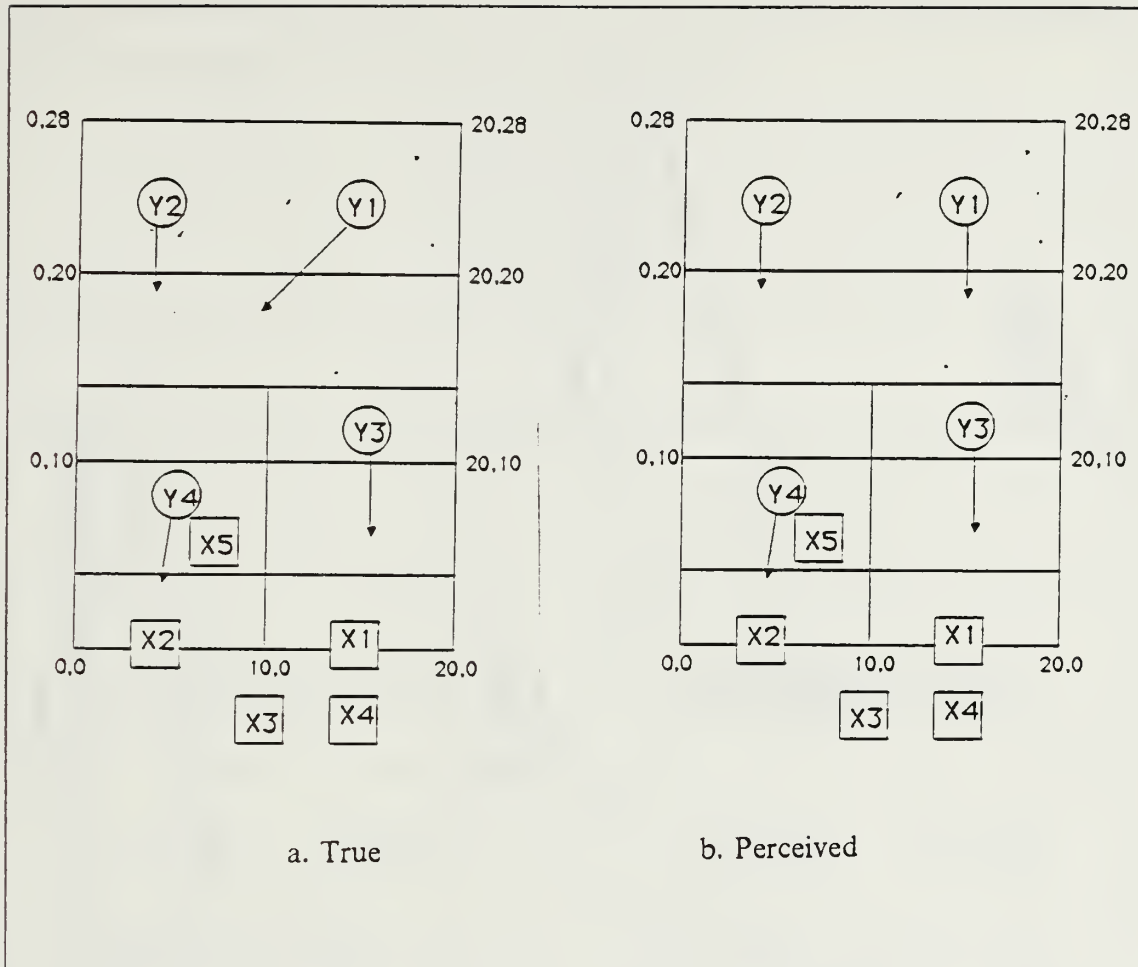 0,28 20,28 0,28 20,28
Y2 Y1 Y2 Y1
0,20 20,20 0,20 20,20
Y3 Y3
0,10 20,10 0,10 20,10
Y4 Y4
X5 X5
X2 X1 X2 X1
0,0 10,0 20,0 0,0 10,0 20,0
X3 X4 X3 X4
a. True b. Perceived